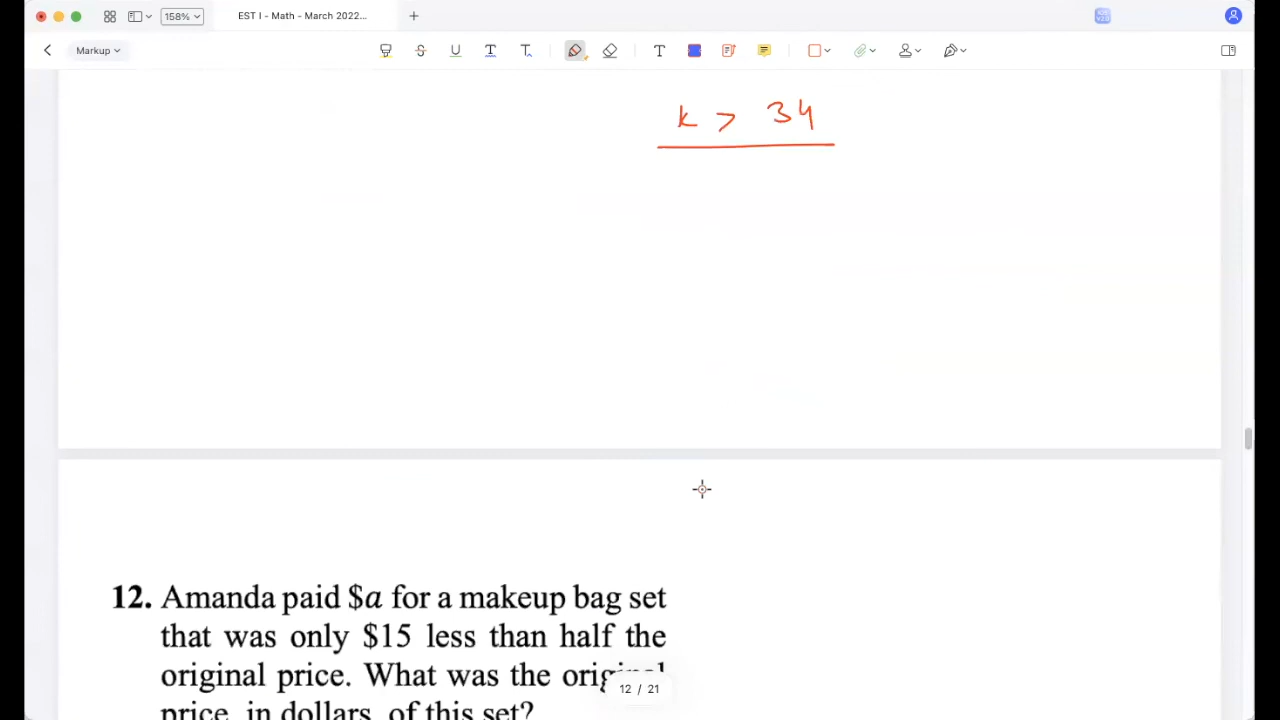 158%
EST I - Math - March 2022...
Markup
k > 34
12. Amanda paid $a for a makeup bag set
that was only $15 less than half the
original price. What was the original
price, in dollars, of this set?
12 / 21